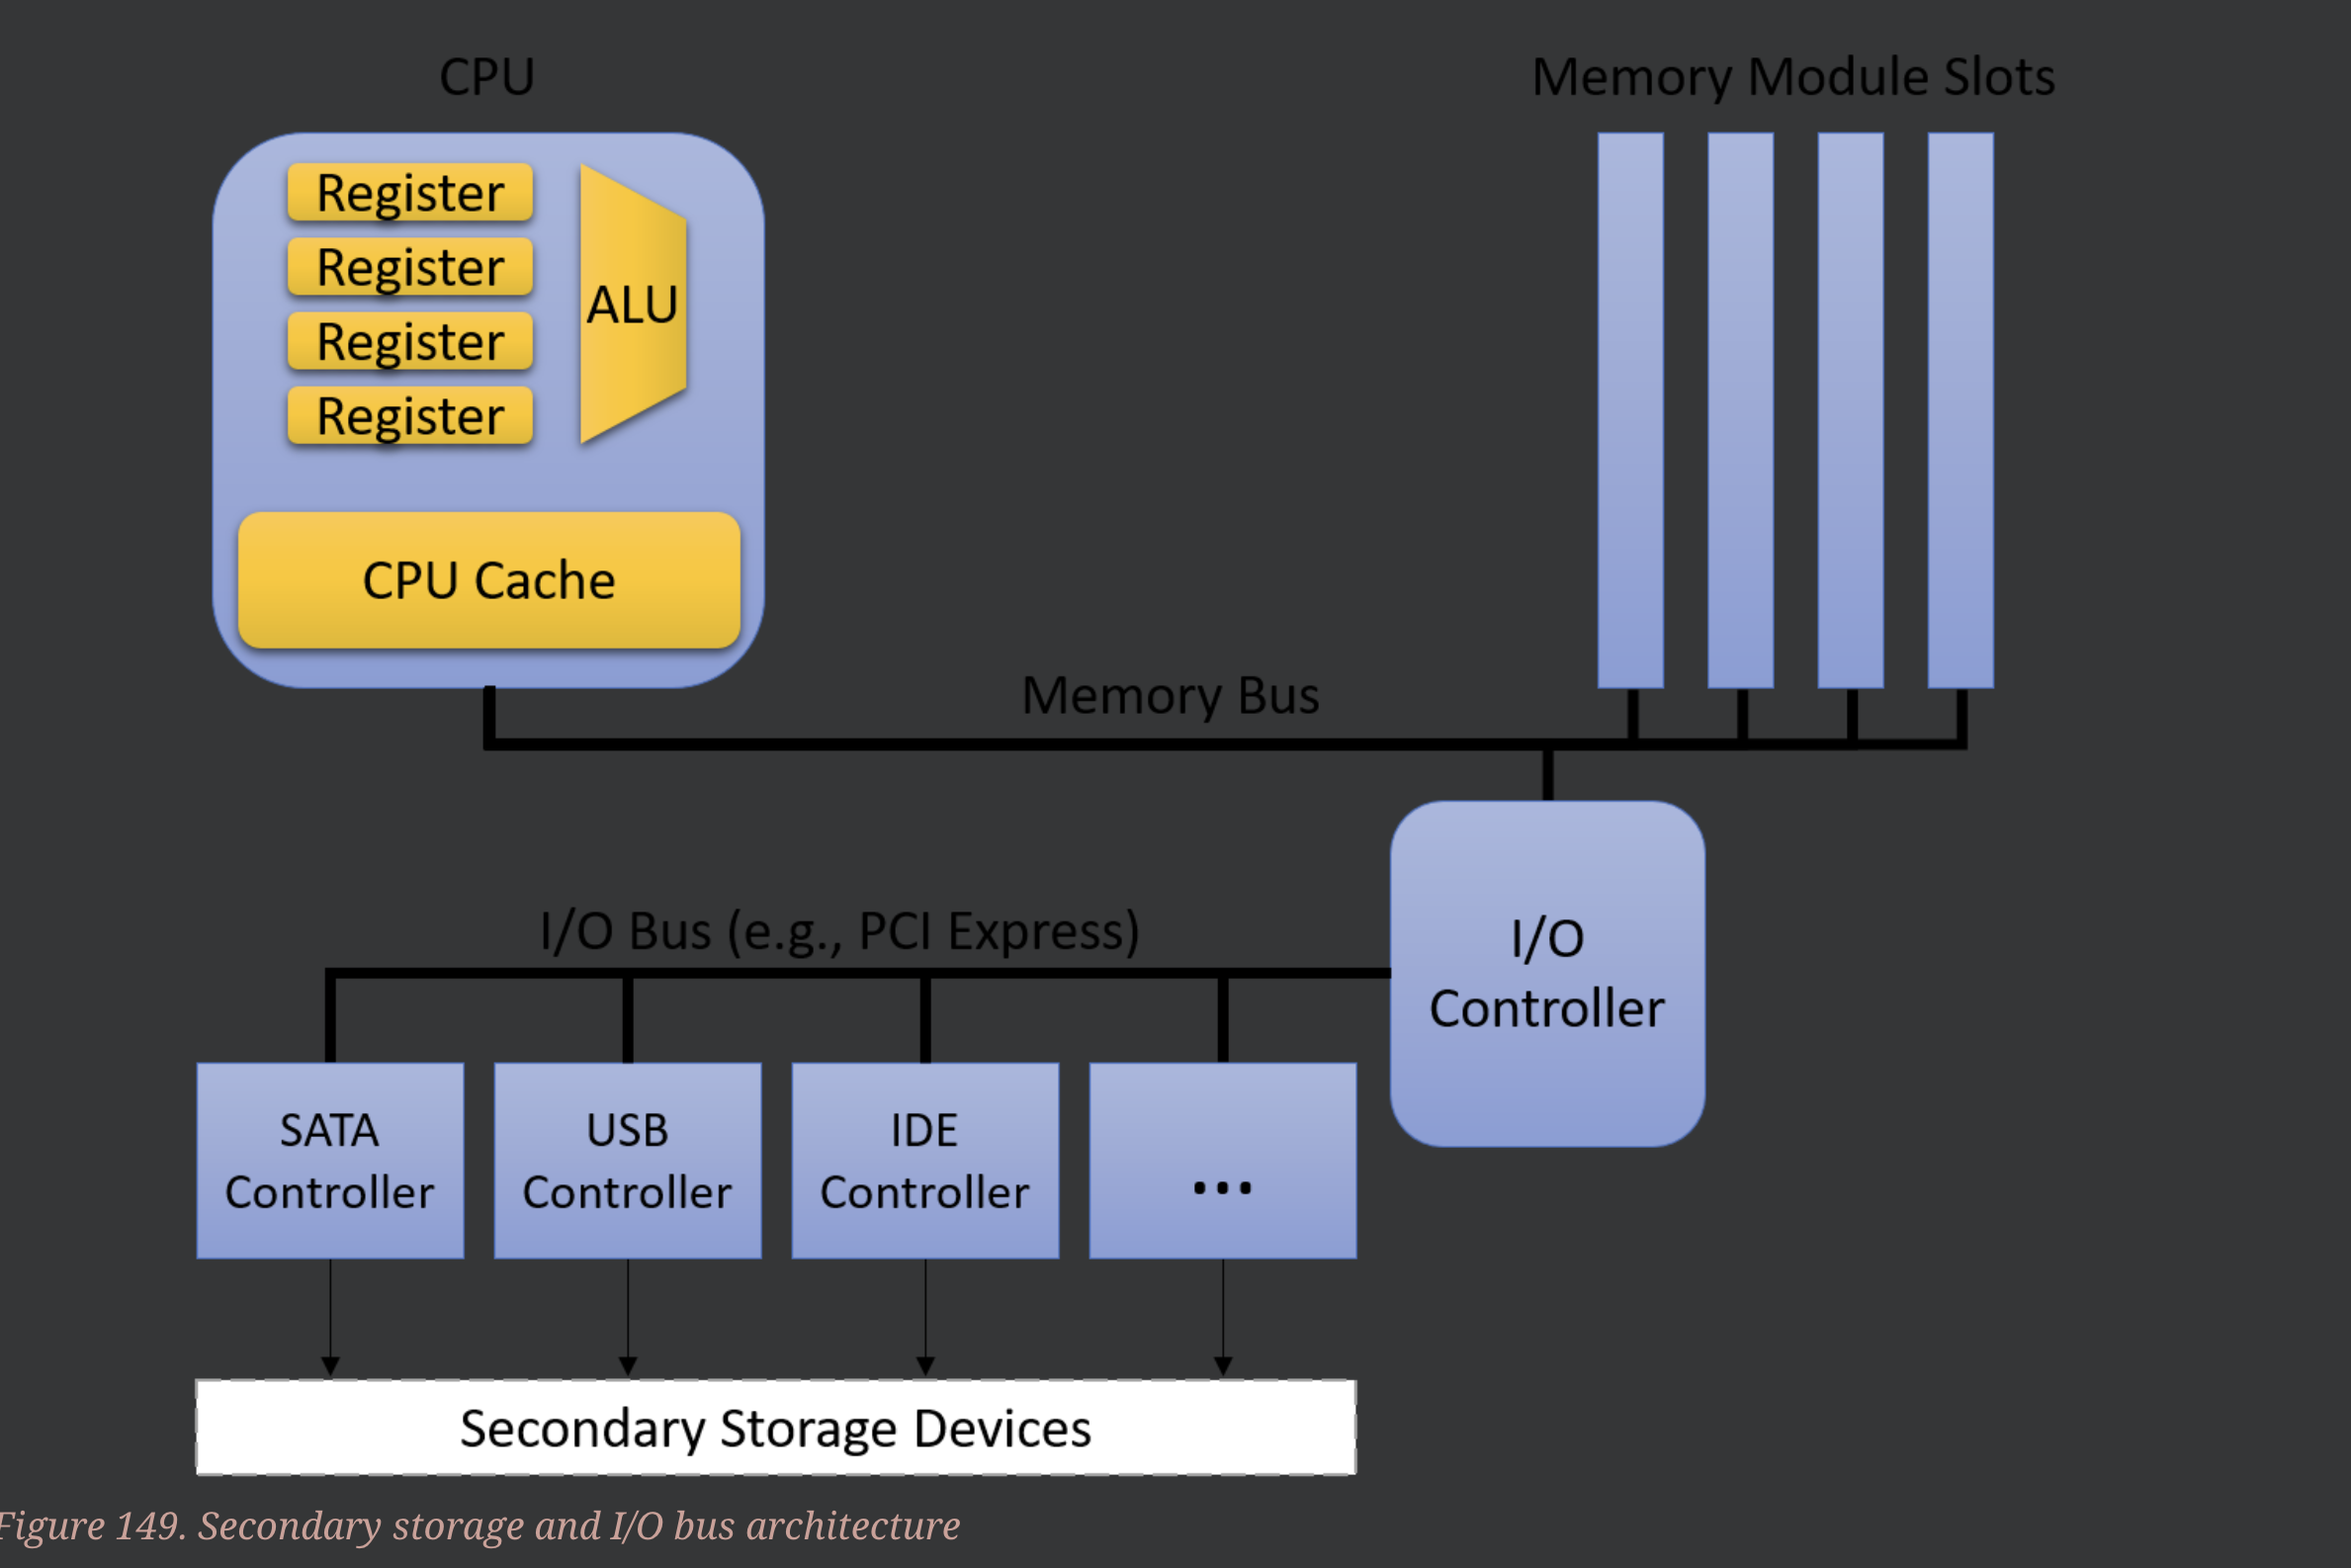 CPU
Memory Module Slots
Register
Register
Register
Register
ALU
CPU Cache
Memory Bus
I/O Bus (e.g., PCI Express)
I/O
Controller
SATA
Controller
USB
Controller
IDE
Controller
...
Secondary Storage Devices
Figure 149. Secondary storage and I/O bus architecture